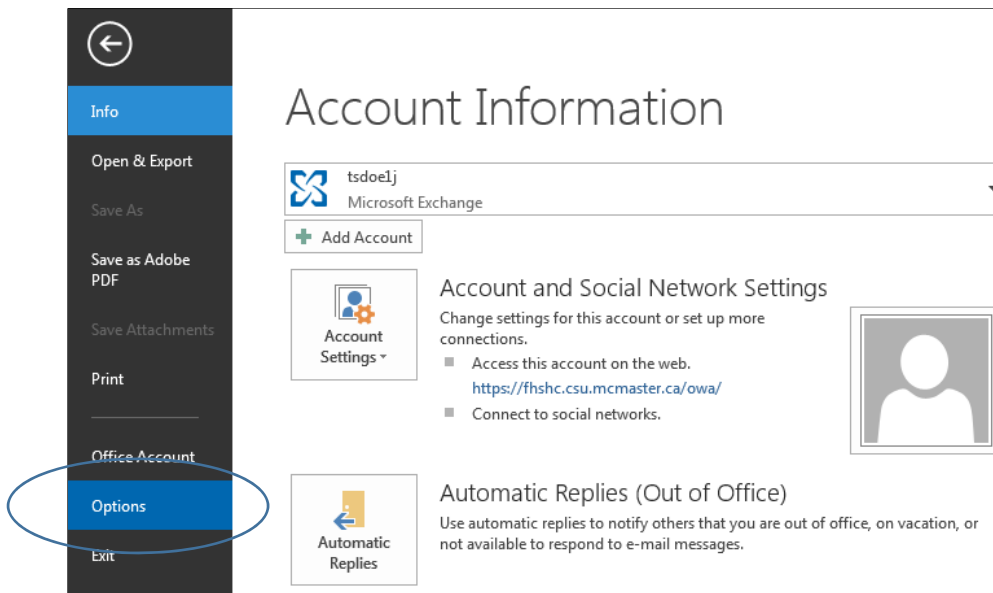 Info
Open & Export
Save As
Save as Adobe
PDF
Save Attachments
Print
Office Account
Options
Exit
Account Information
tsdoe1j
Microsoft Exchange
Add Account
Account
Settings
Account and Social Network Settings
Change settings for this account or set up more
connections.
Access this account on the web.
https://fhshc.csu.mcmaster.ca/owa/
Connect to social networks.
Automatic
Replies
Automatic Replies (Out of Office)
Use automatic replies to notify others that you are out of office, on vacation, or
not available to respond to e-mail messages.